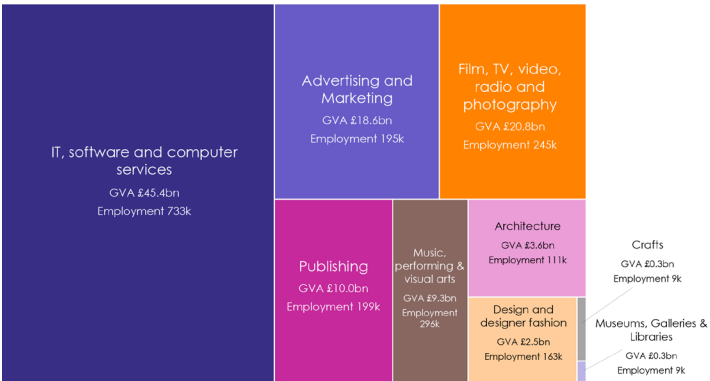 IT, software and computer
services
GVA £45.4bn
Employment 733k
Advertising and
Marketing
GVA £18.6bn
Employment 195k
Film, TV, video,
radio and
photography
GVA £20.8bn
Employment 245k
Publishing
GVA £10.0bn
Employment 199k
Music,
performing &
visual arts
GVA £9.3bn
Employment
296k
Architecture
GVA £3.6bn
Employment 111k
Design and
designer fashion
GVA £2.5bn
Employment 163k
Crafts
GVA £0.3bn
Employment 9k
Museums, Galleries &
Libraries
GVA £0.3bn
Employment 9k